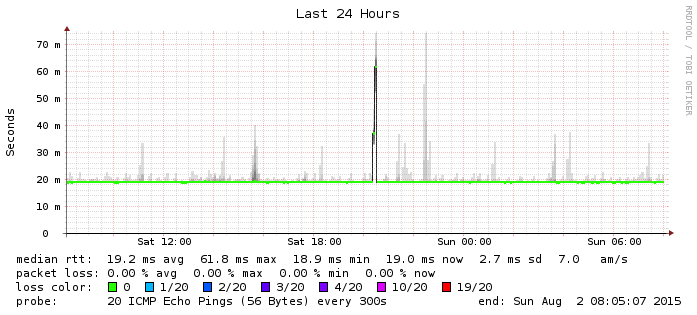 Last 24 Hours
RRDTOOL / TOBI OETIKER
Seconds
70 m
60 m
50 m
40 m
30 m
20 m
10 m
0
Sat 12:00 Sat 18:00 Sun 00:00 Sun 06:00
median rtt: 19.2 ms avg 61.8 ms max 18.9 ms min 19.0 ms now 2.7 ms sd 7.0 am/s
packet loss: 0.00 % avg 0.00 % max 0.00 % min 0.00 % now
loss color: 0 1/20 2/20 3/20 4/20 10/20 19/20
probe: 20 ICMP Echo Pings (56 Bytes) every 300s end: Sun Aug 2 08:05:07 2015